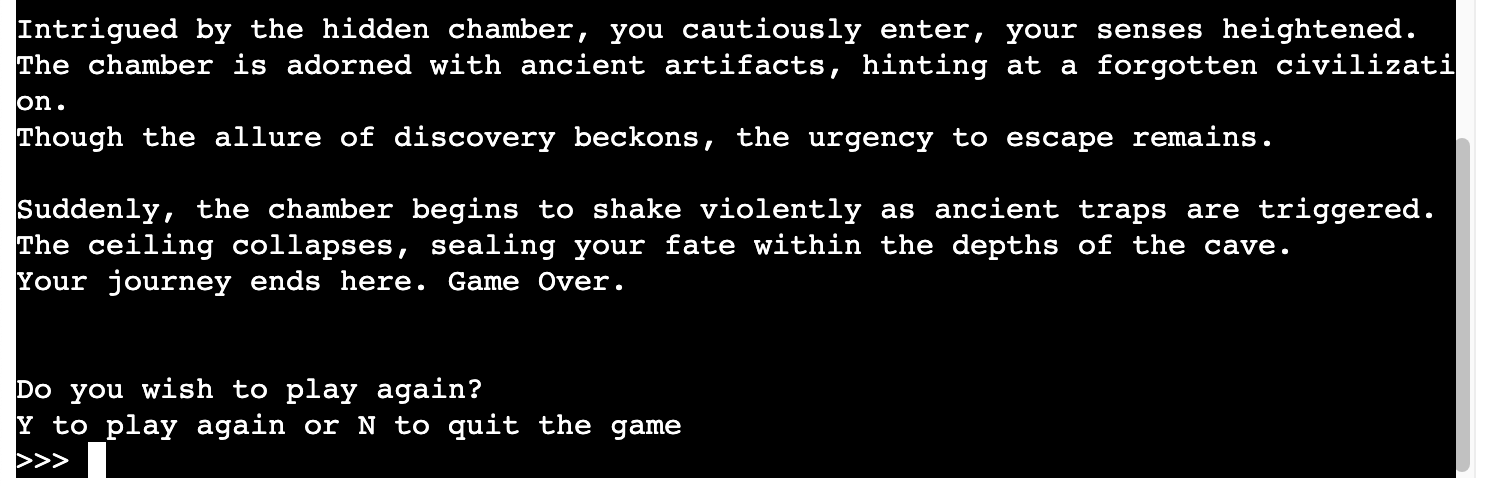 Intrigued by the hidden chamber, you cautiously enter, your senses heightened.
The chamber is adorned with ancient artifacts, hinting at a forgotten civilizati
on.
Though the allure of discovery beckons, the urgency to escape remains.
Suddenly, the chamber begins to shake violently as ancient traps are triggered.
The ceiling collapses, sealing your fate within the depths of the cave.
Your journey ends here. Game Over.
Do you wish to play again?
Y to play again or N to quit the game
>>>